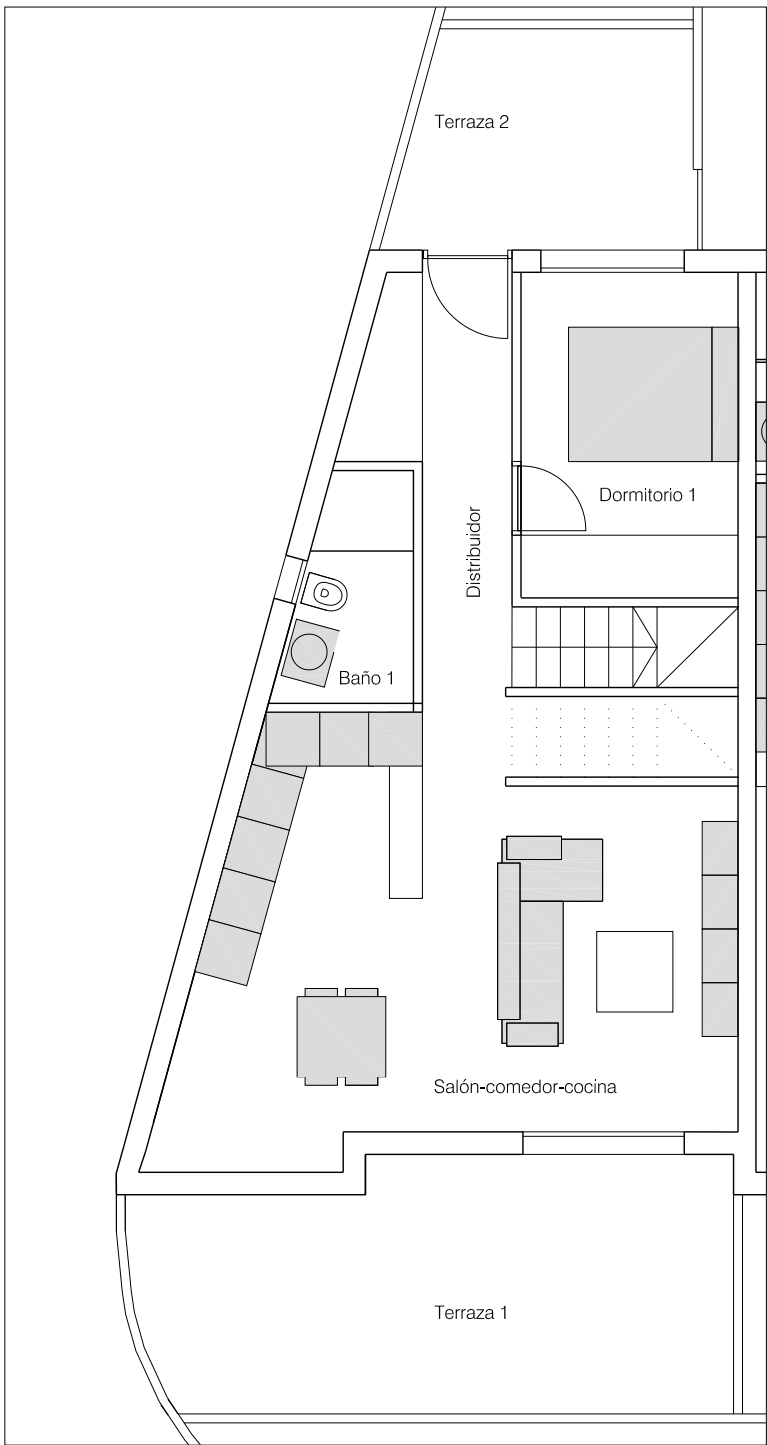 Terraza 2
Dormitorio 1
Distribuidor
Baño 1
Salón-comedor-cocina
Terraza 1